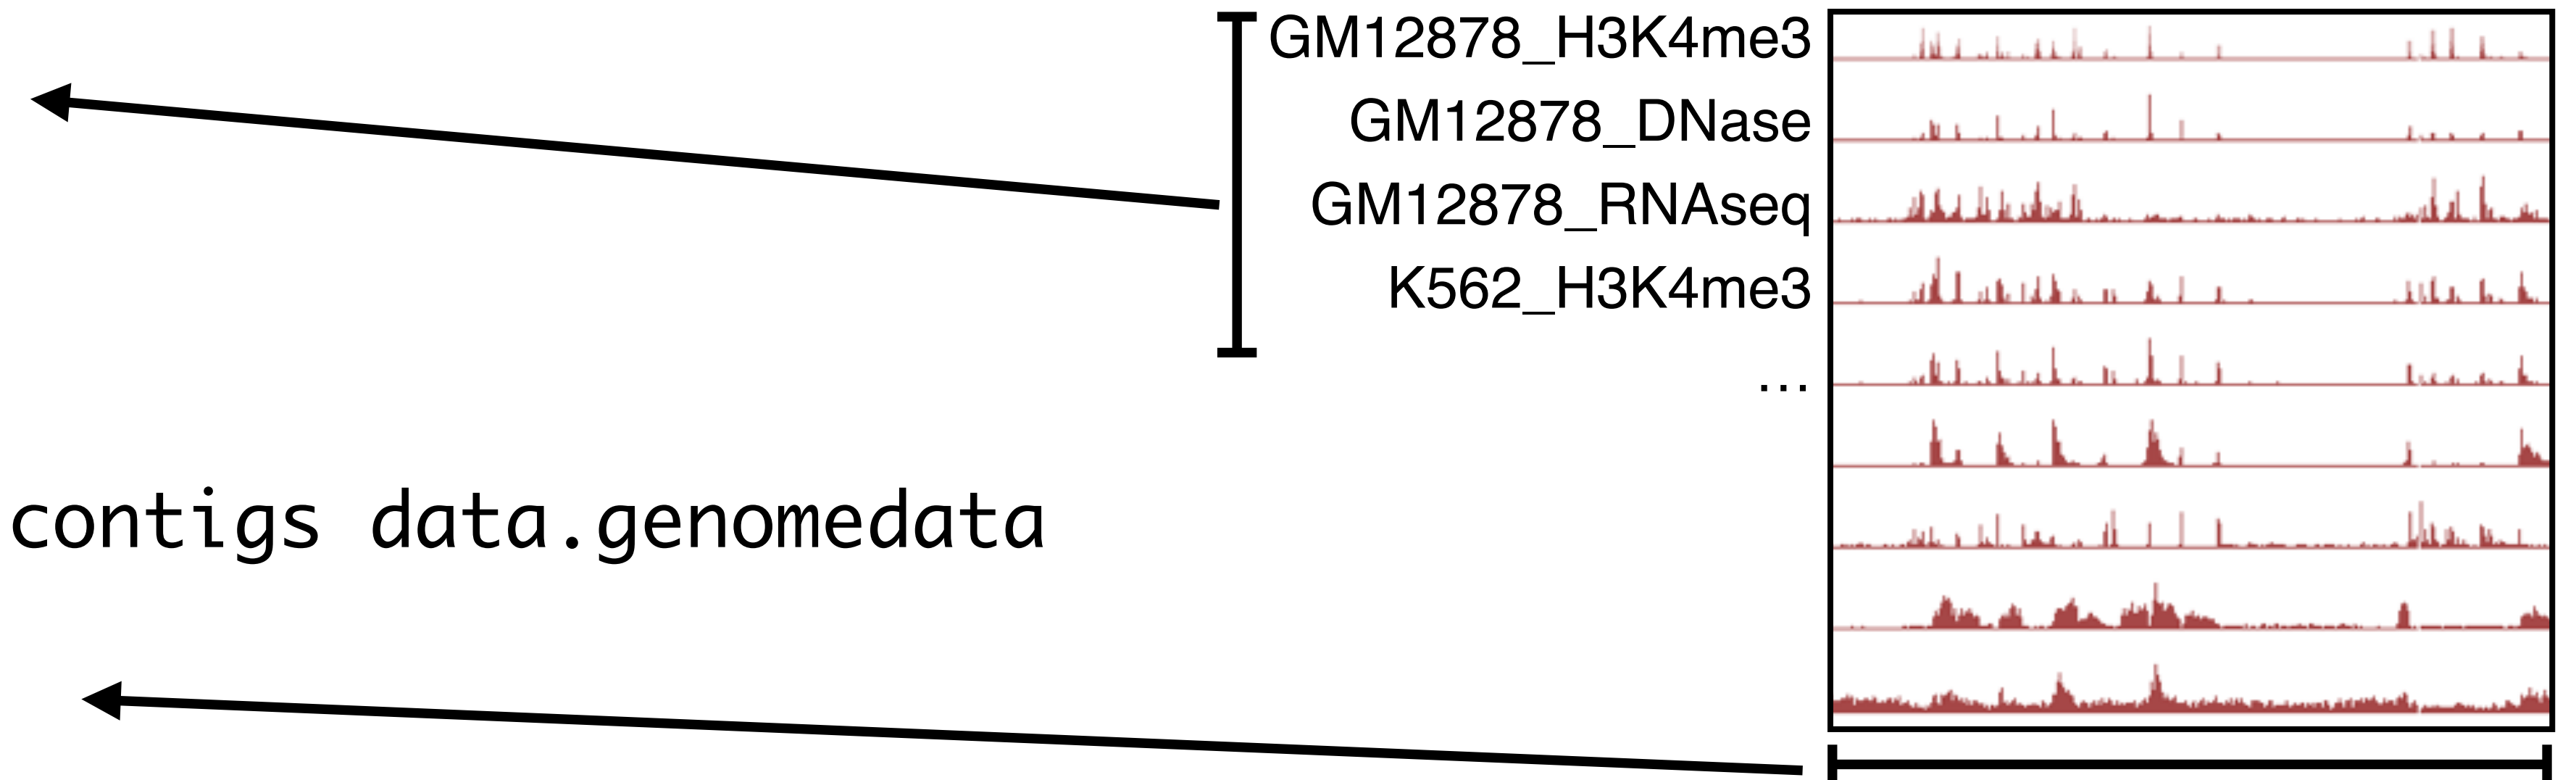 GM12878_H3K4me3
GM12878_DNase
GM12878_RNAseq
K562_H3K4me3
...
contigs data.genomedata